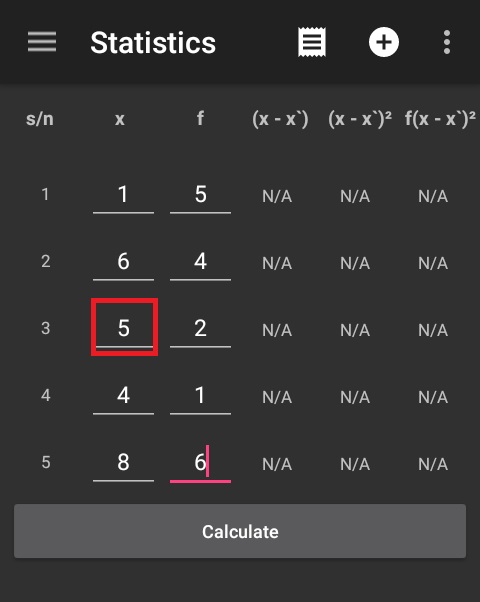 Statistics
s/n x f (x - x`) (x - x`)² f(x - x`)²
1 1 5 N/A N/A N/A
2 6 4 N/A N/A N/A
3 5 2 N/A N/A N/A
4 4 1 N/A N/A N/A
5 8 6 N/A N/A N/A
Calculate